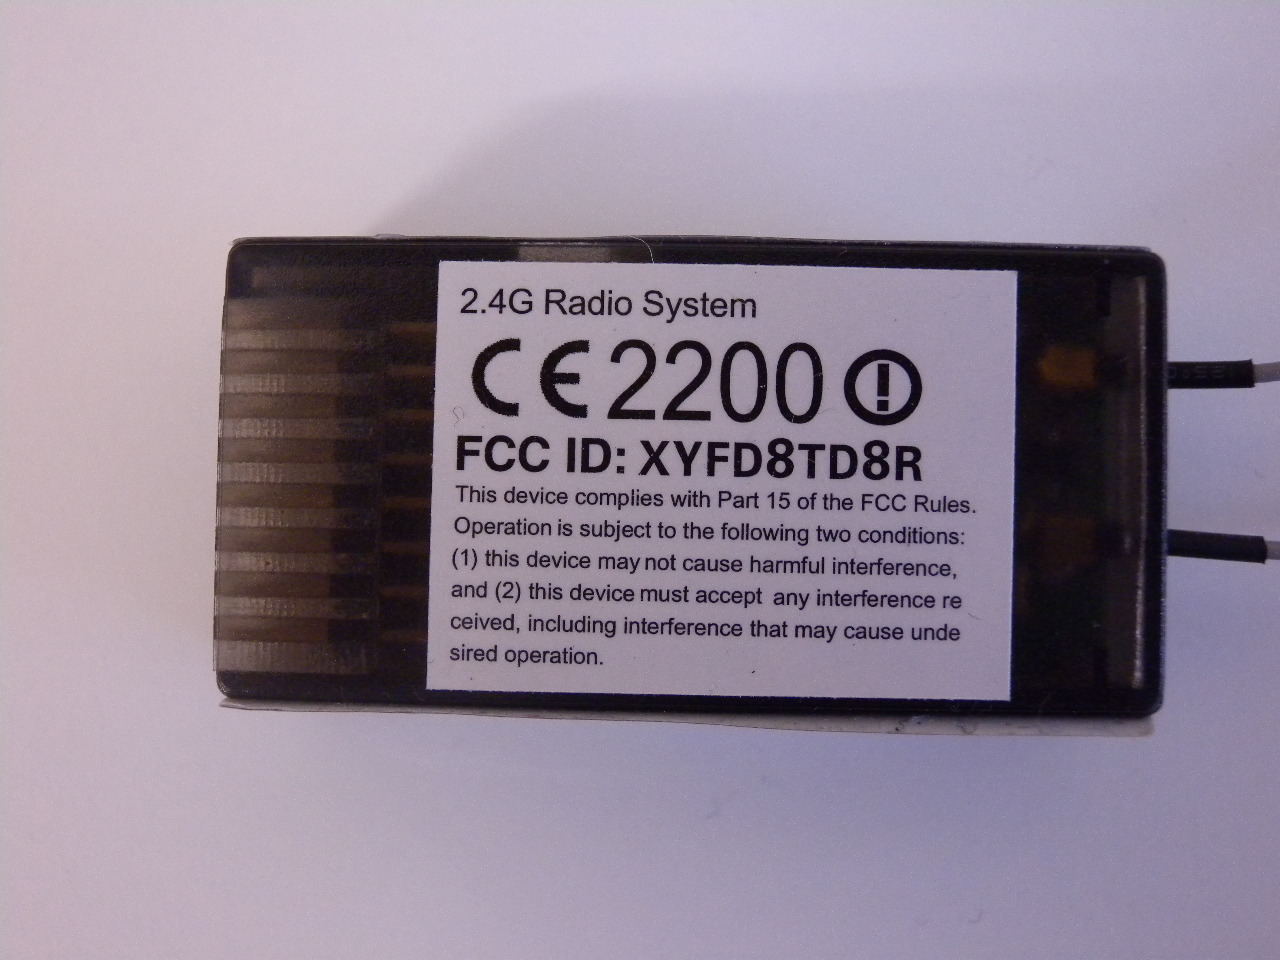 2.4G Radio System
CE2200
FCC ID: XYFD8TD8R
This device complies with Part 15 of the FCC Rules.
Operation is subject to the following two conditions:
(1) this device may not cause harmful interference,
and (2) this device must accept any interference re
ceived, including interference that may cause unde
sired operation.